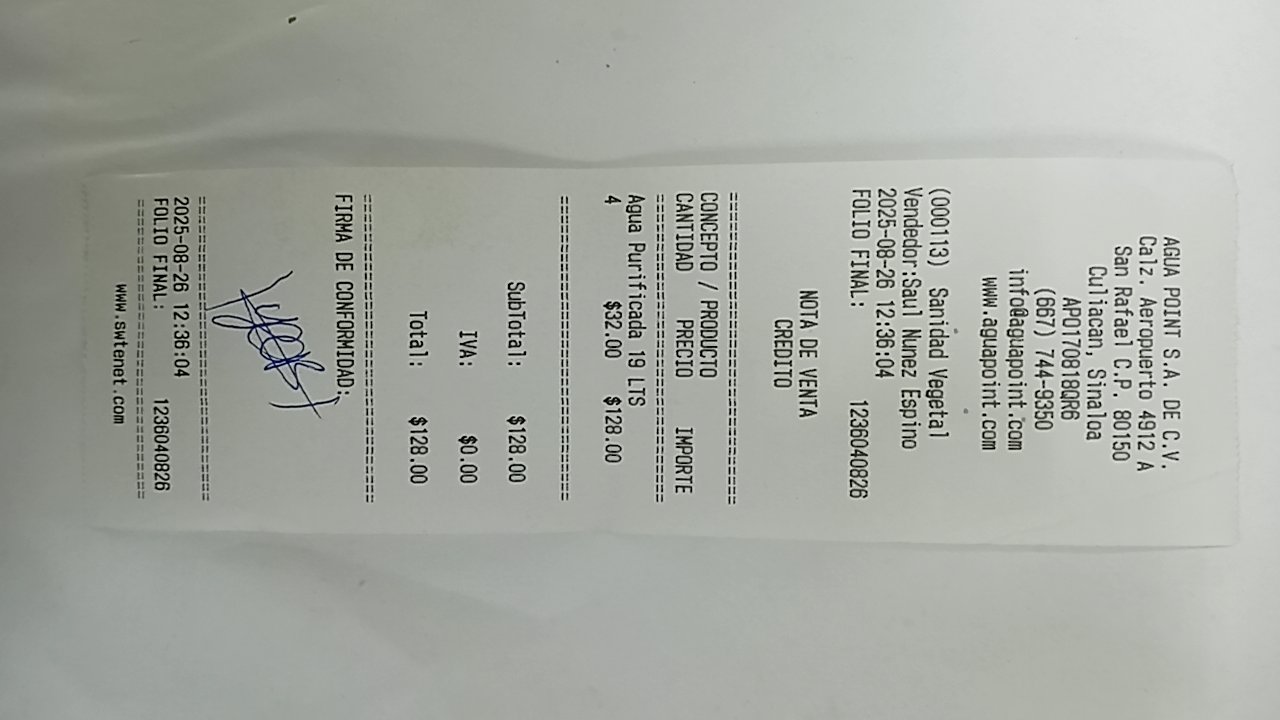 AGUA POINT S.A. DE C.V.
Calz. Aeropuerto 4912 A
San Rafael C.P. 80150
Culiacan, Sinaloa
APO170818QR6
(667) 744-9350
info@aguapoint.com
www.aguapoint.com
(000113) Sanidad Vegetal
Vendedor:Saul Nunez Espino
2025-08-26 12:36:04
FOLIO FINAL: 1236040826
NOTA DE VENTA
CREDITO
==============================
CONCEPTO / PRODUCTO
CANTIDAD PRECIO IMPORTE
==============================
Agua Purificada 19 LTS
4 $32.00 $128.00
==============================
SubTotal: $128.00
IVA: $0.00
Total: $128.00
==============================
FIRMA DE CONFORMIDAD:
==============================
2025-08-26 12:36:04
FOLIO FINAL: 1236040826
==============================
www.swtenet.com